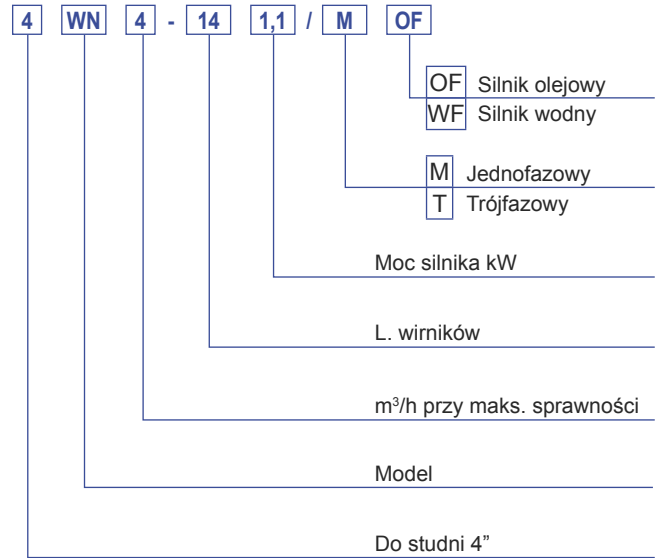 4 WN 4 - 14 1,1 / M OF
OF Silnik olejowy
WF Silnik wodny
M Jednofazowy
T Trójfazowy
Moc silnika kW
L. wirników
m³/h przy maks. sprawności
Model
Do studni 4”